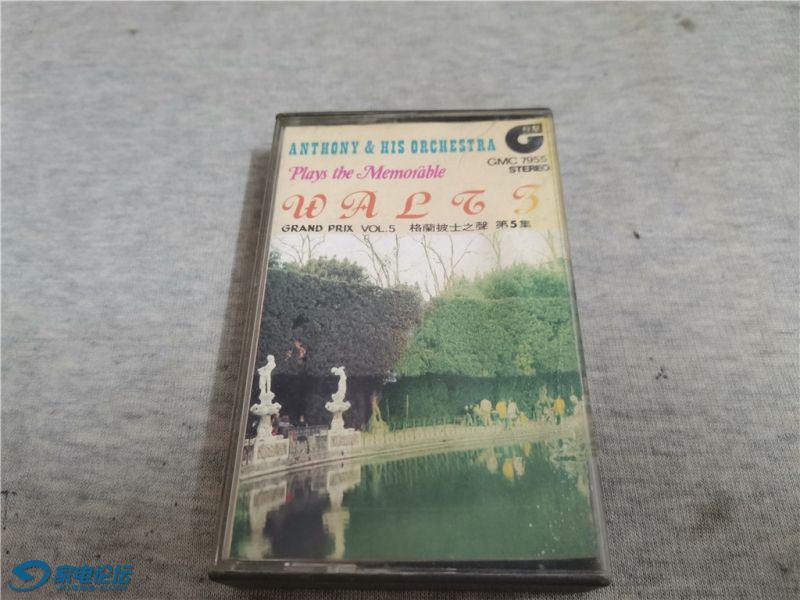 ANTHONY & HIS ORCHESTRA
GMC 7955
STEREO
Plays the Memorable
WALTZ
GRAND PRIX VOL.5 格蘭披士之聲 第5集
家电论坛